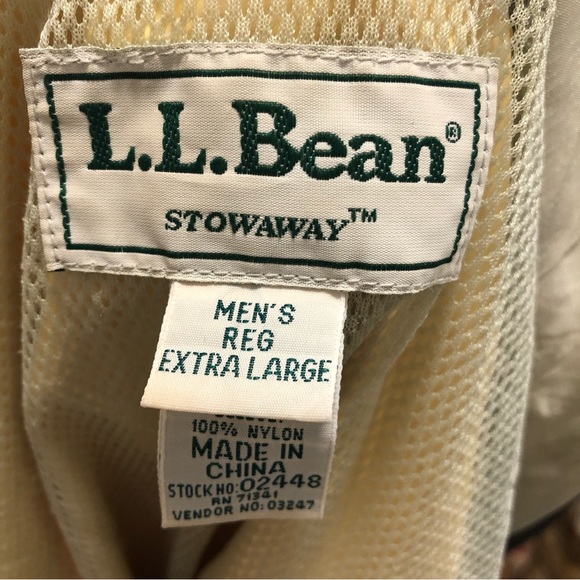 L.L.Bean®
STOWAWAY™
MEN'S
REG
EXTRA LARGE
100% NYLON
MADE IN
CHINA
STOCK NO: 02448
RN 71341
VENDOR NO: 03247